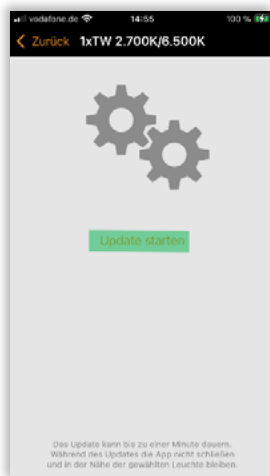 vodafone.de 14:55 100 %
Zurück 1xTW 2.700K/6.500K
Update starten
Das Update kann bis zu einer Minute dauern.
Während des Updates die App nicht schließen
und in der Nähe der gewählten Leuchte bleiben.